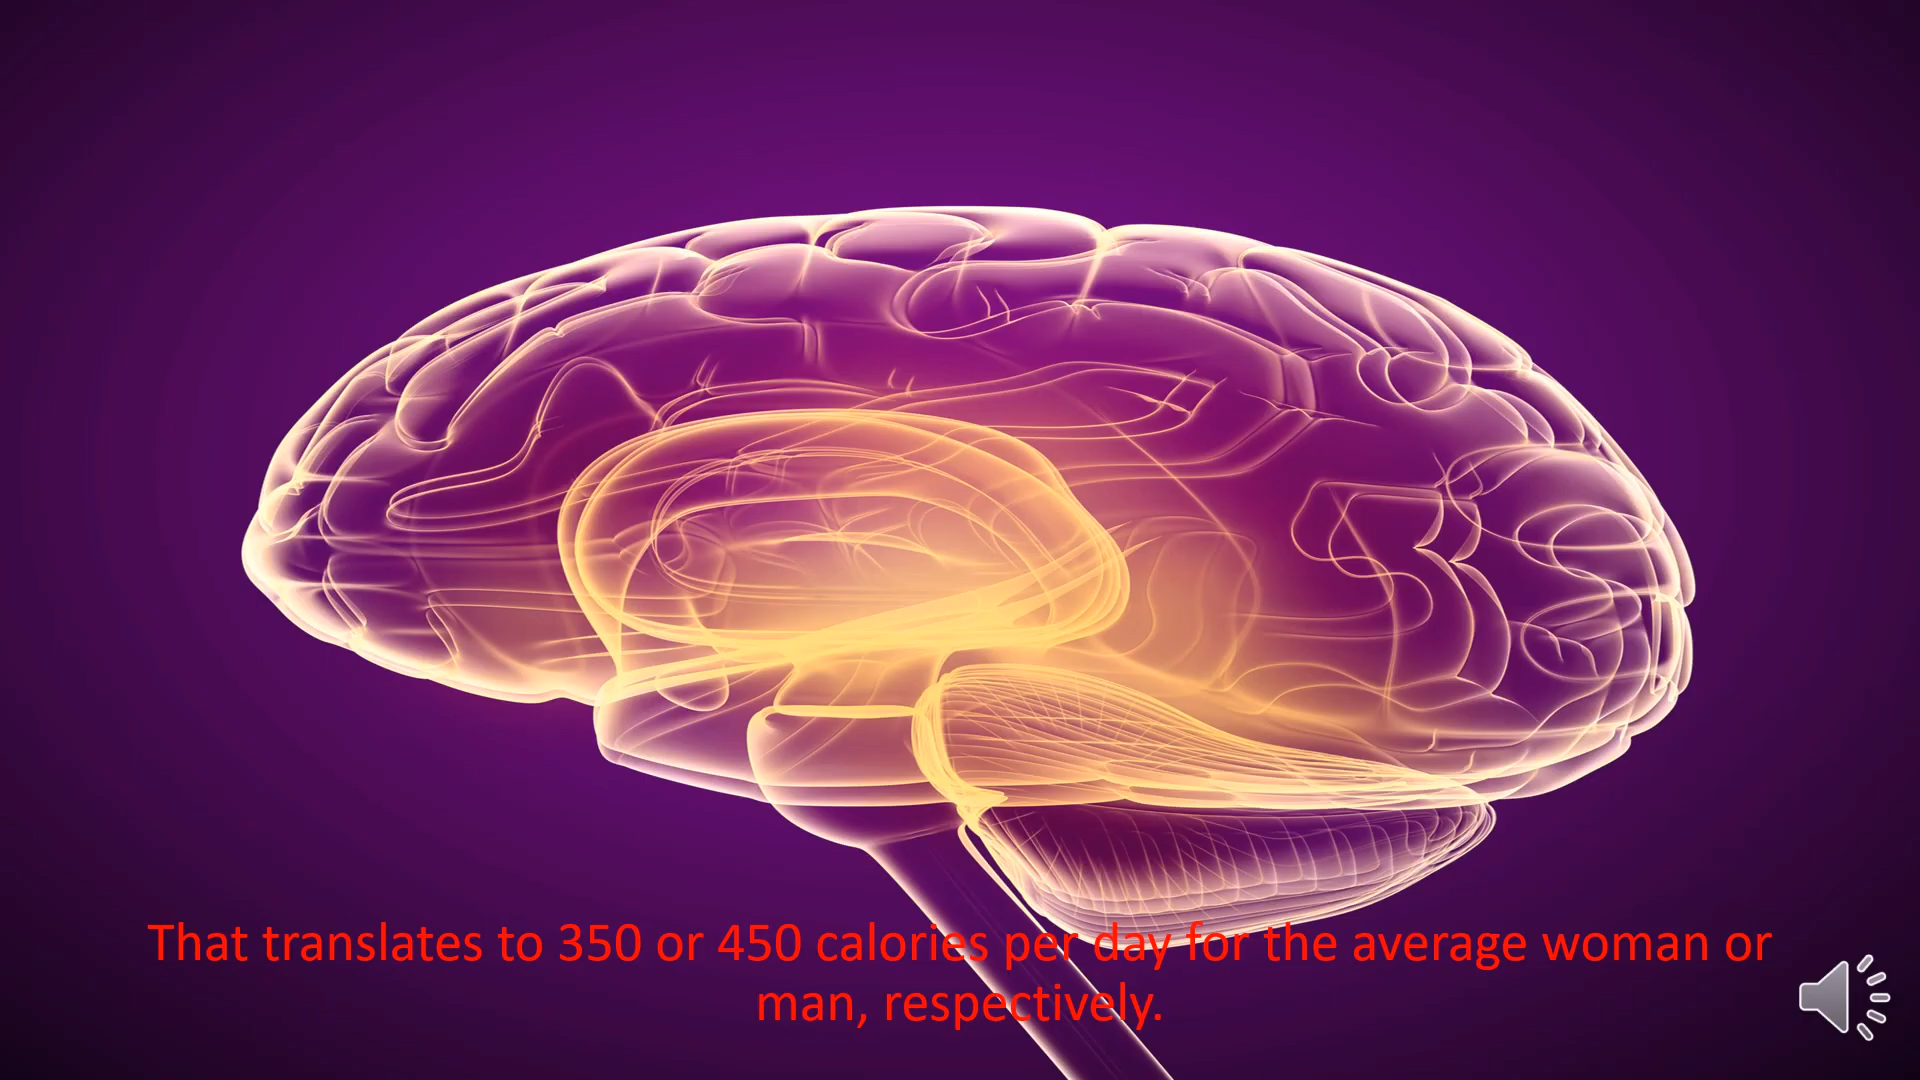 That translates to 350 or 450 calories per day for the average woman or
man, respectively.